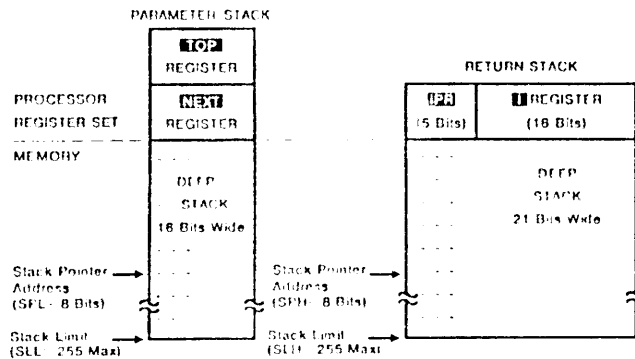 PARAMETER STACK
TOP
REGISTER
NEXT
REGISTER
PROCESSOR
REGISTER SET
MEMORY
DEEP
STACK
16 Bits Wide
Stack Pointer
Address
(SPL - 8 Bits)
Stack Limit
(SLL - 255 Max)
RETURN STACK
IPR
(5 Bits)
I REGISTER
(16 Bits)
DEEP
STACK
21 Bits Wide
Stack Pointer
Address
(SPH - 8 Bits)
Stack Limit
(SLH - 255 Max)